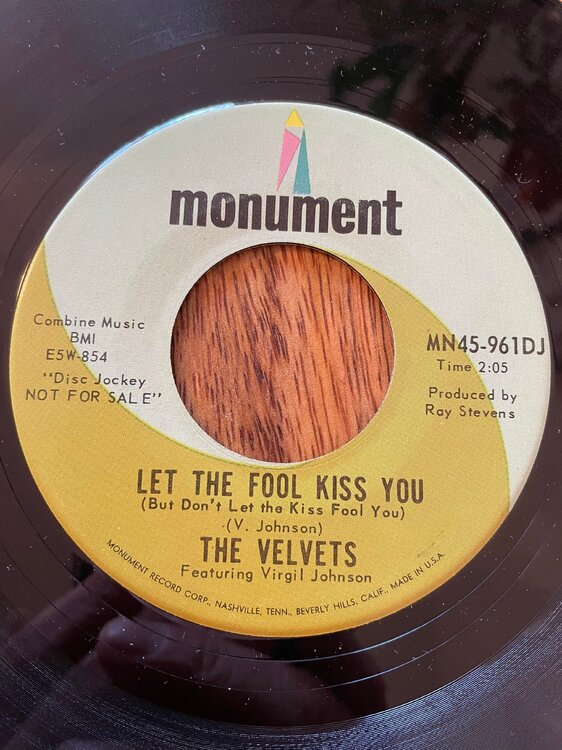 monument
Combine Music
BMI
E5W-854
"Disc Jockey
NOT FOR SALE"
MN45-961DJ
Time 2:05
Produced by
Ray Stevens
LET THE FOOL KISS YOU
(But Don't Let the Kiss Fool You)
(V. Johnson)
THE VELVETS
Featuring Virgil Johnson
MONUMENT RECORD CORP., NASHVILLE, TENN., BEVERLY HILLS, CALIF., MADE IN U.S.A.